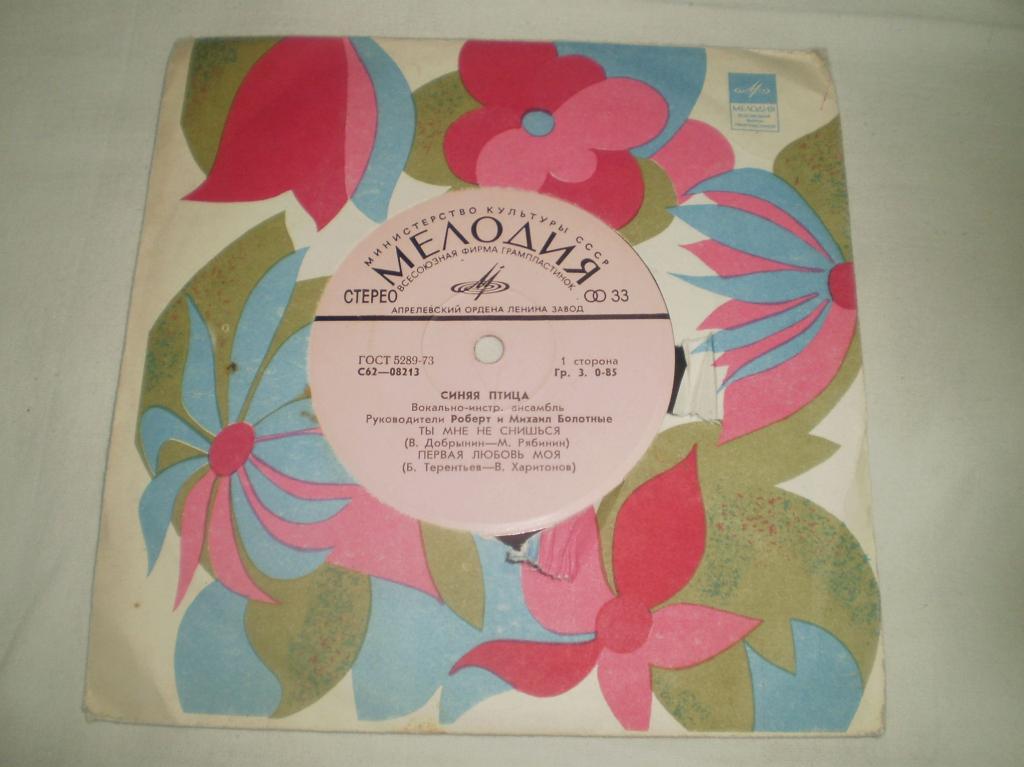 МЕЛОДИЯ
МИНИСТЕРСТВО КУЛЬТУРЫ СССР
МЕЛОДИЯ
ВСЕСОЮЗНАЯ ФИРМА ГРАМПЛАСТИНОК
СТЕРЕО 33
АПРЕЛЕВСКИЙ ОРДЕНА ЛЕНИНА ЗАВОД
ГОСТ 5289-73 1 сторона
С62—08213 Гр. 3. 0-85
СИНЯЯ ПТИЦА
Вокально-инстр. ансамбль
Руководители Роберт и Михаил Болотные
ТЫ МНЕ НЕ СНИШЬСЯ
(В. Добрынин—М. Рябинин)
ПЕРВАЯ ЛЮБОВЬ МОЯ
(Б. Терентьев—В. Харитонов)